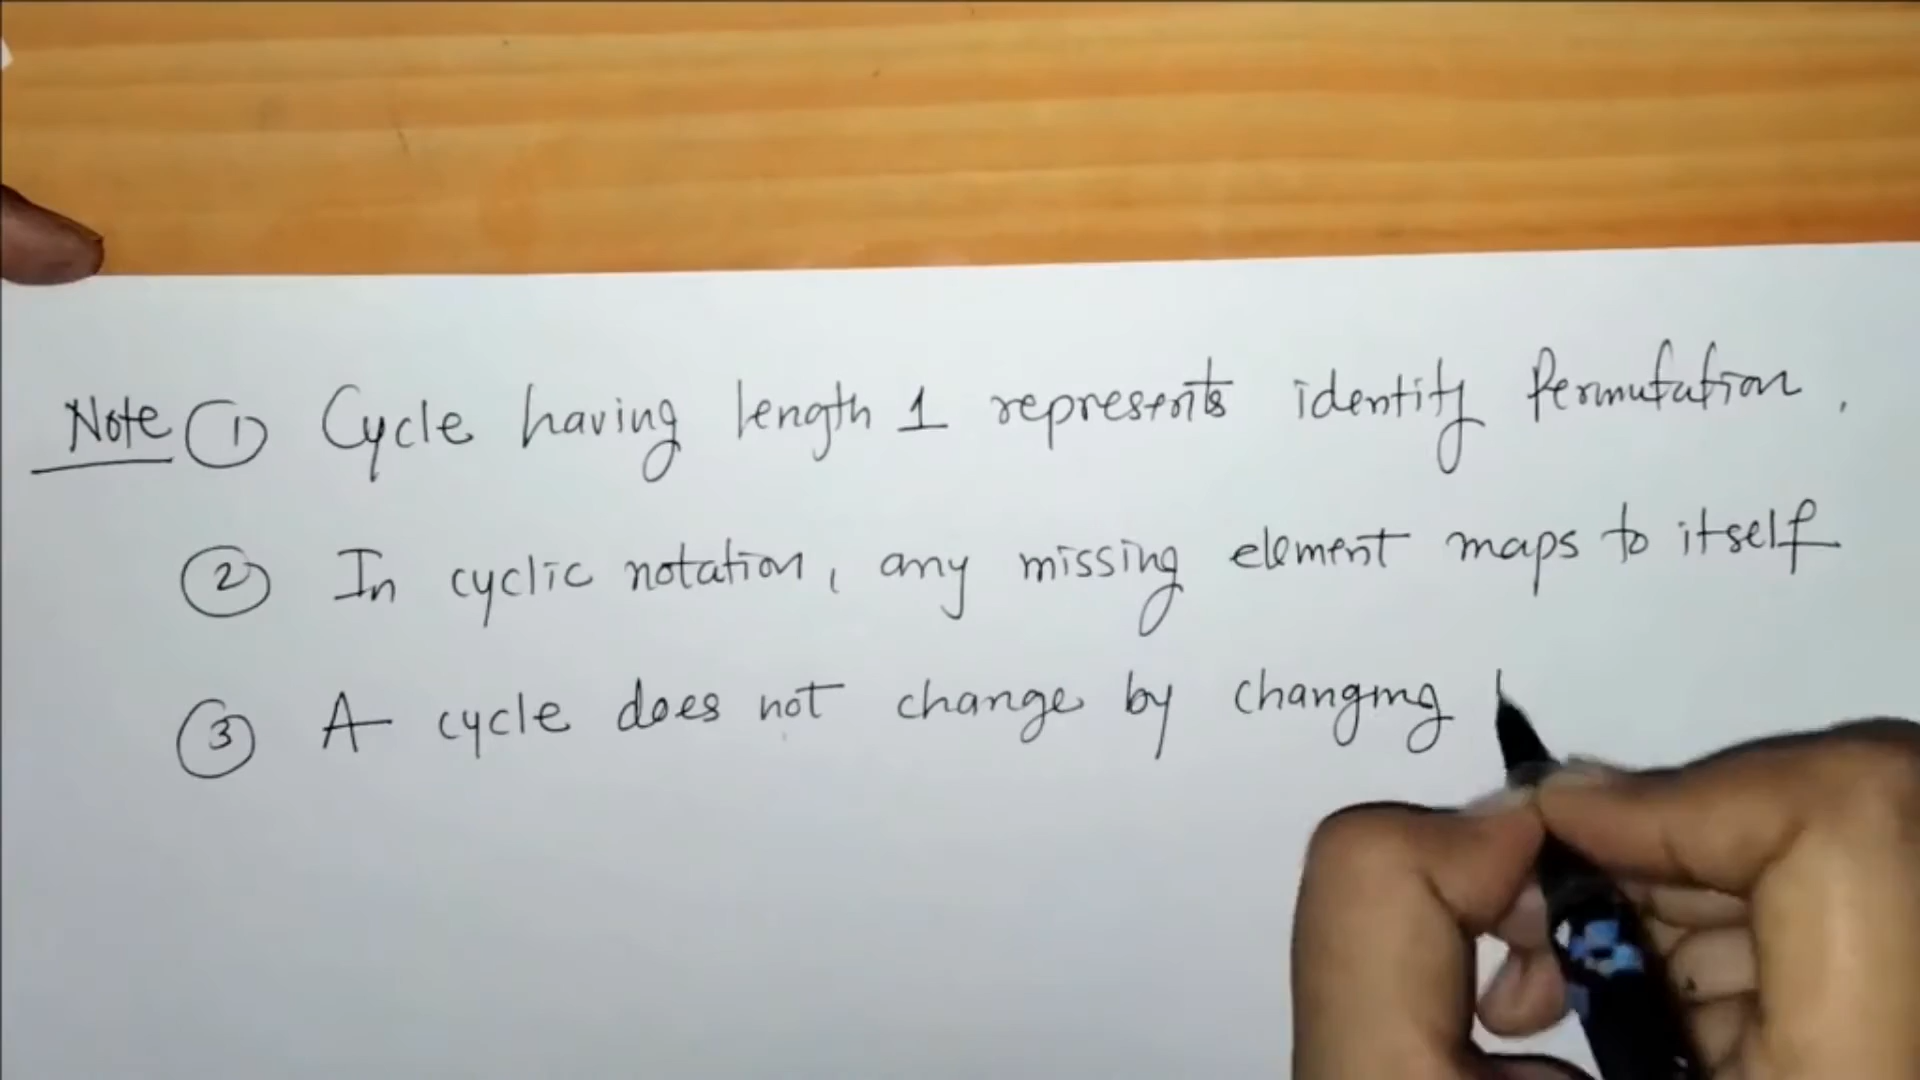 Note ① Cycle having length 1 represents identity Permutation.
② In cyclic notation, any missing element maps to itself
③ A cycle does not change by changing